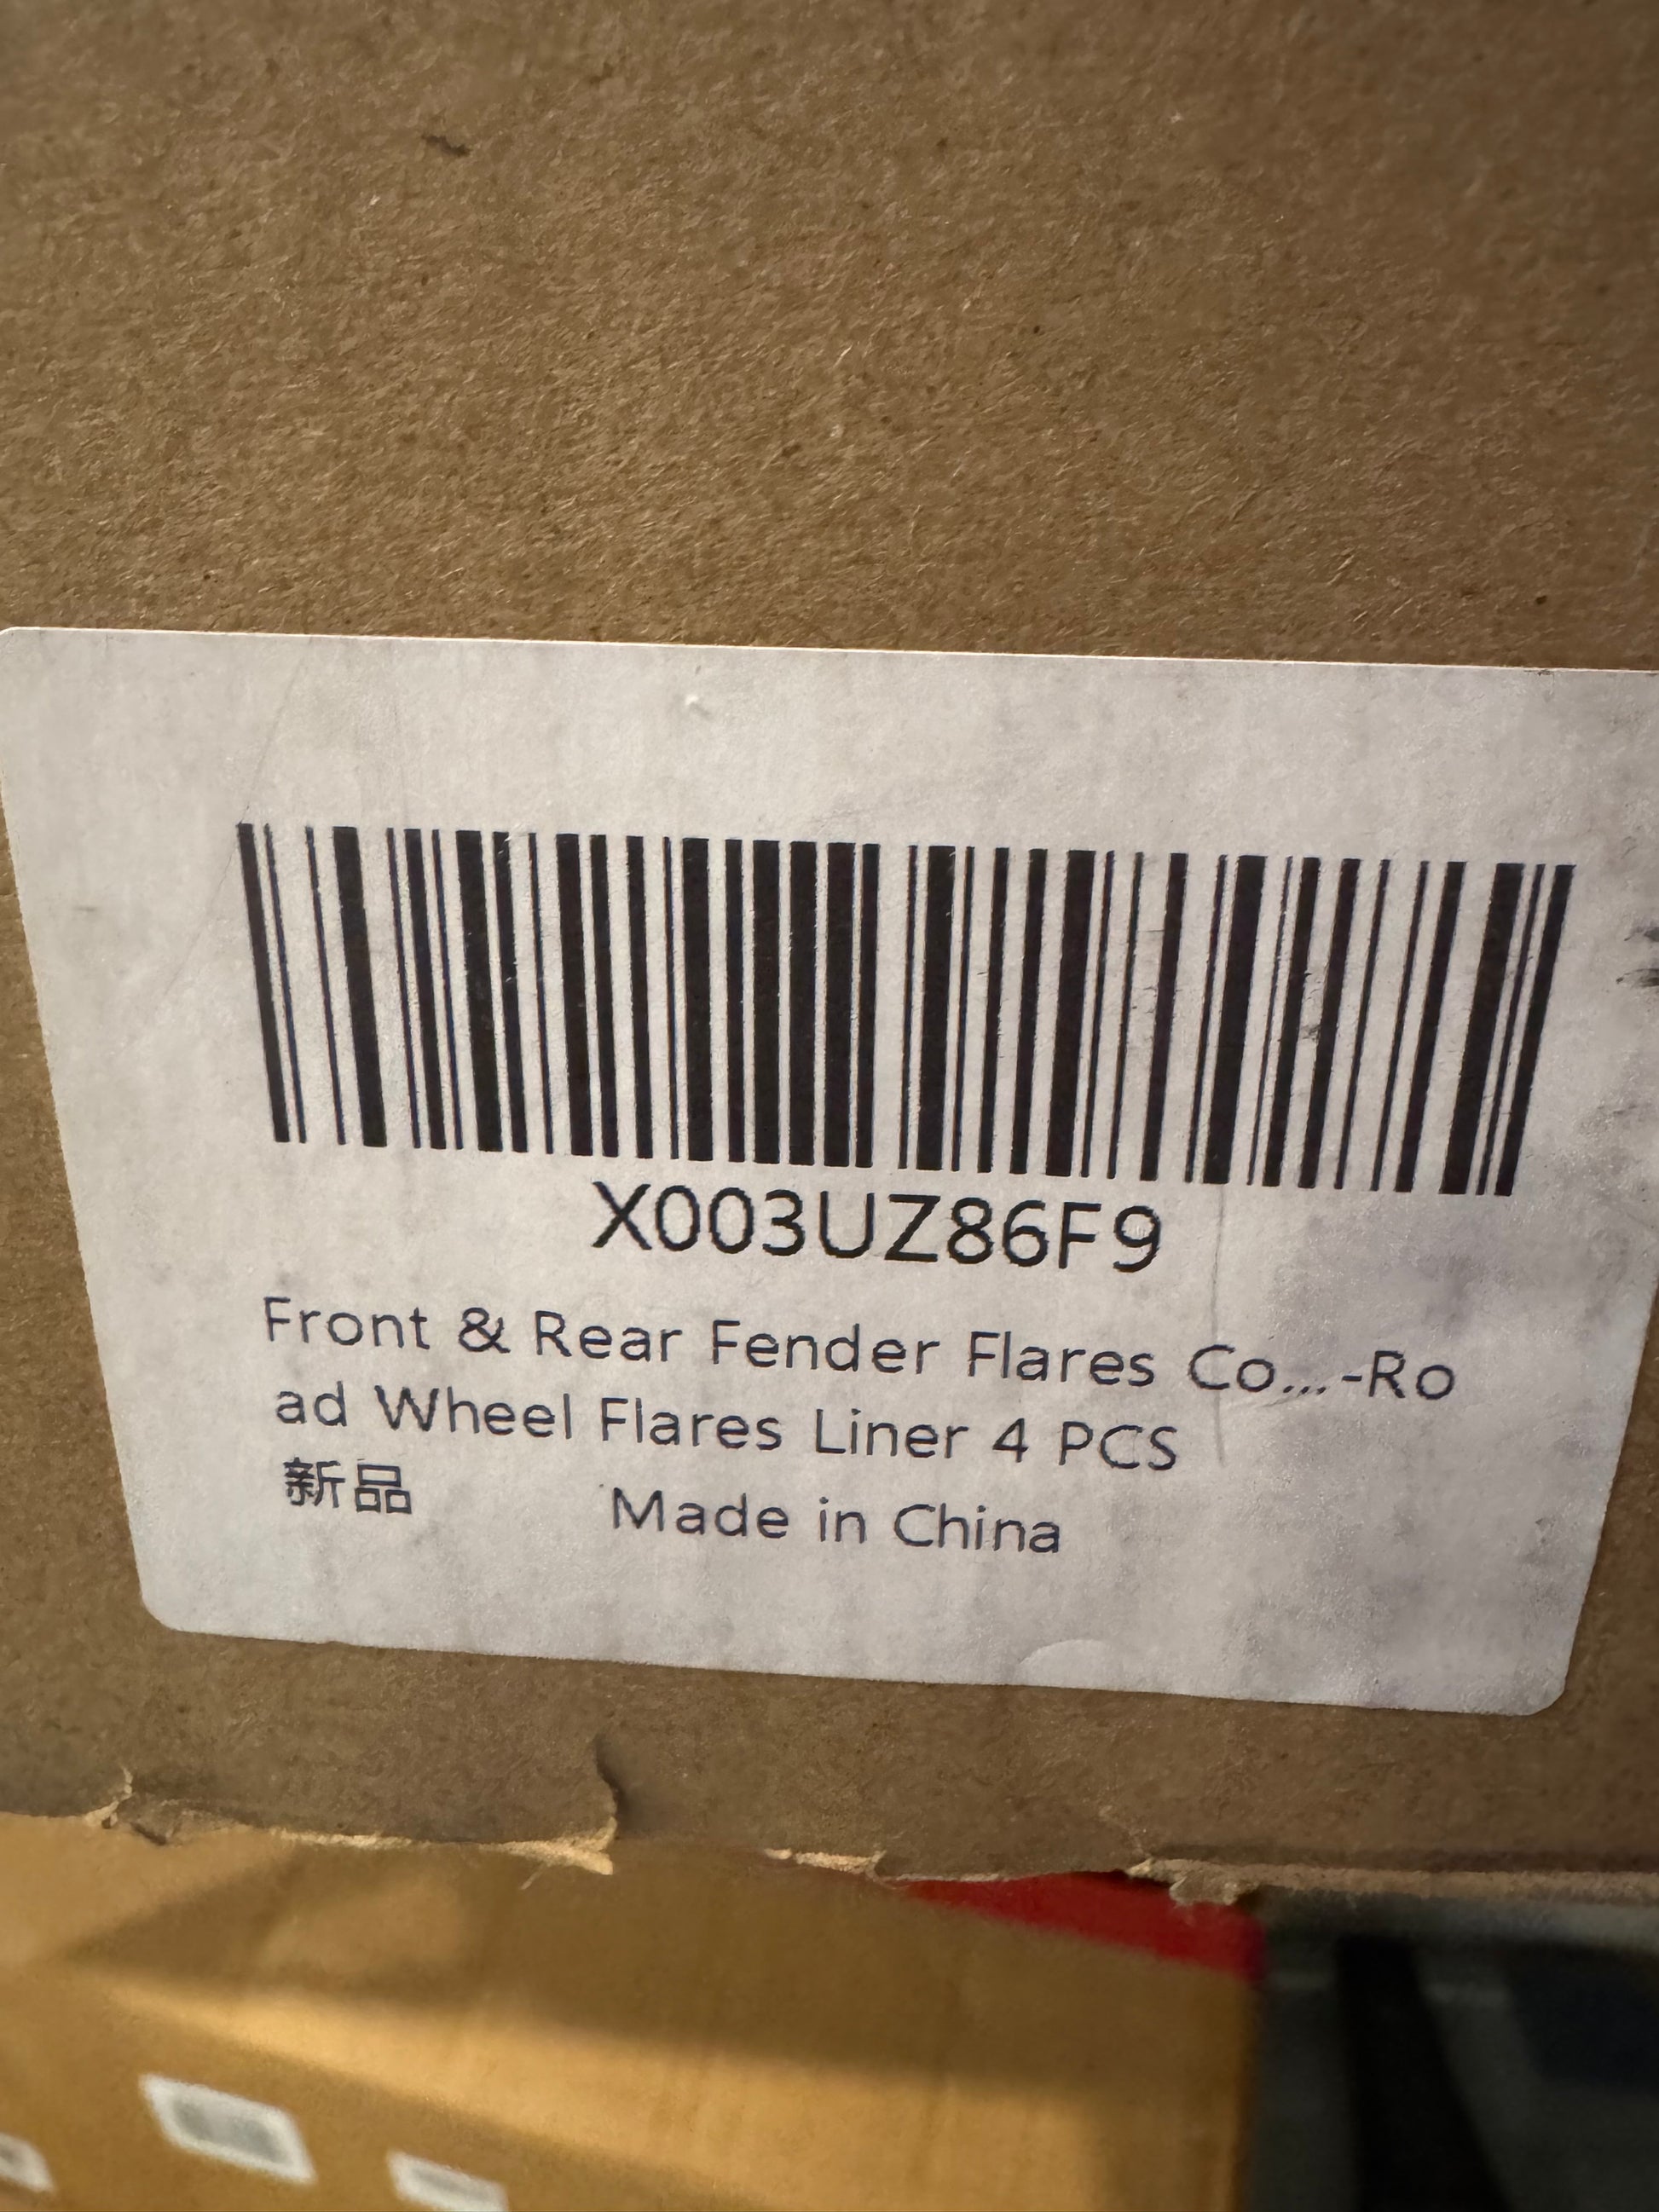 X003UZ86F9
Front & Rear Fender Flares Co...-Ro
ad Wheel Flares Liner 4 PCS
新品 Made in China